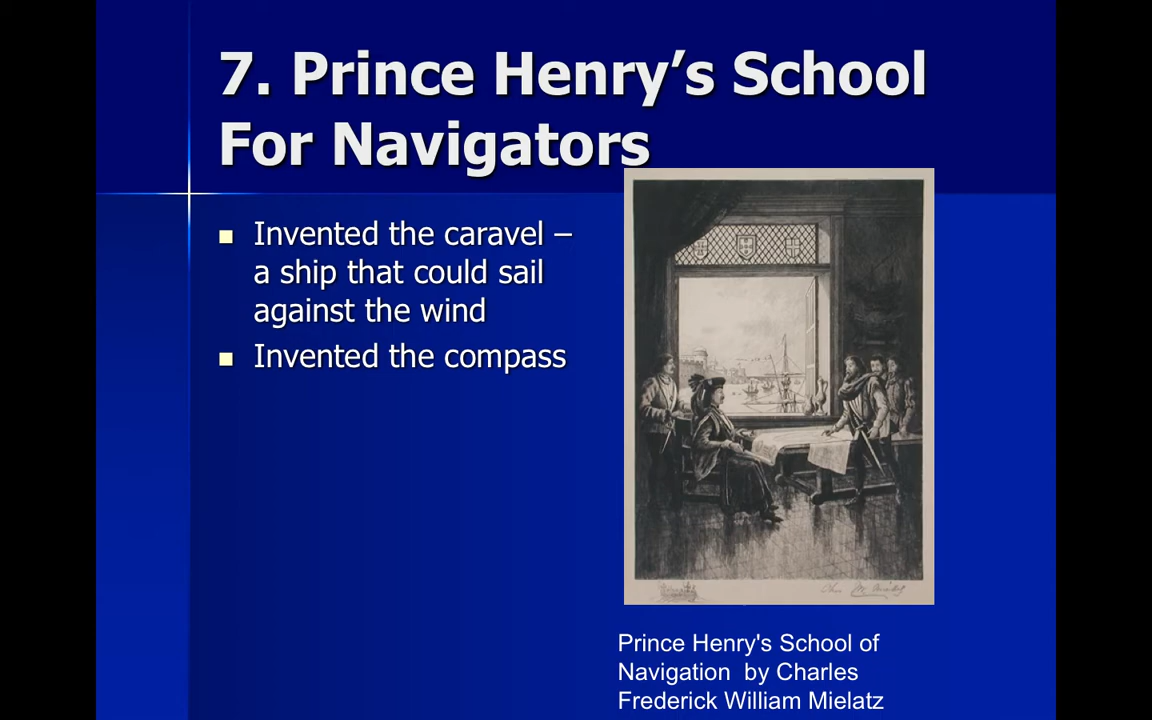 7. Prince Henry’s School
For Navigators
Invented the caravel –
a ship that could sail
against the wind
Invented the compass
Prince Henry's School of
Navigation  by Charles
Frederick William Mielatz